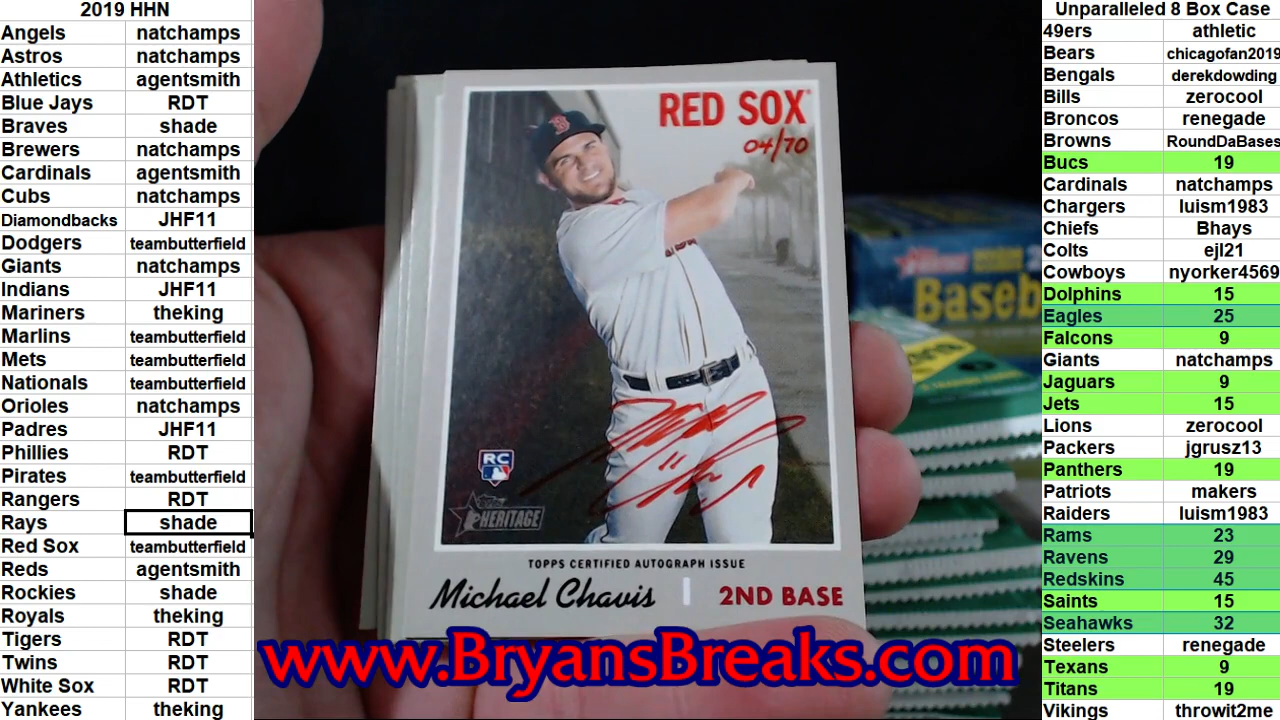 2019 HHN
Angels natchamps
Astros natchamps
Athletics agentsmith
Blue Jays RDT
Braves shade
Brewers natchamps
Cardinals agentsmith
Cubs natchamps
Diamondbacks JHF11
Dodgers teambutterfield
Giants natchamps
Indians JHF11
Mariners theking
Marlins teambutterfield
Mets teambutterfield
Nationals teambutterfield
Orioles natchamps
Padres JHF11
Phillies RDT
Pirates teambutterfield
Rangers RDT
Rays shade
Red Sox teambutterfield
Reds agentsmith
Rockies shade
Royals theking
Tigers RDT
Twins RDT
White Sox RDT
Yankees theking
RED SOX
04/70
B
RC
HERITAGE
TOPPS CERTIFIED AUTOGRAPH ISSUE
Michael Chavis | 2ND BASE
Baseb
www.BryansBreaks.com
Unparalleled 8 Box Case
49ers athletic
Bears chicagofan2019
Bengals derekdowding
Bills zerocool
Broncos renegade
Browns RoundDaBases
Bucs 19
Cardinals natchamps
Chargers luism1983
Chiefs Bhays
Colts ejl21
Cowboys nyorker4569
Dolphins 15
Eagles 25
Falcons 9
Giants natchamps
Jaguars 9
Jets 15
Lions zerocool
Packers jgrusz13
Panthers 19
Patriots makers
Raiders luism1983
Rams 23
Ravens 29
Redskins 45
Saints 15
Seahawks 32
Steelers renegade
Texans 9
Titans 19
Vikings throwit2me